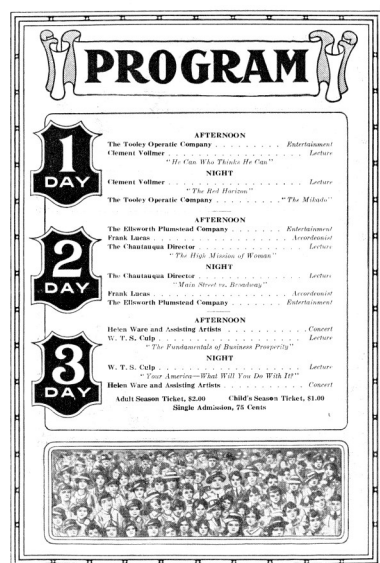 PROGRAM
1
DAY
AFTERNOON
The Tooley Operatic Company . . . . . . . . . Entertainment
Clement Vollmer . . . . . . . . . . . . . . . . . Lecture
"He Can Who Thinks He Can"
NIGHT
Clement Vollmer . . . . . . . . . . . . . . . . . Lecture
"The Red Horizon"
The Tooley Operatic Company . . . . . . . . . "The Mikado"
2
DAY
AFTERNOON
The Ellsworth Plumstead Company . . . . . . . Entertainment
Frank Lucas . . . . . . . . . . . . . . . . . Accordeonist
The Chautauqua Director . . . . . . . . . . . . . Lecture
"The High Mission of Woman"
NIGHT
The Chautauqua Director . . . . . . . . . . . . . Lecture
"Main Street vs. Broadway"
Frank Lucas . . . . . . . . . . . . . . . . . Accordeonist
The Ellsworth Plumstead Company . . . . . . . Entertainment
3
DAY
AFTERNOON
Helen Ware and Assisting Artists . . . . . . . . . . Concert
W. T. S. Culp . . . . . . . . . . . . . . . . . . Lecture
"The Fundamentals of Business Prosperity"
NIGHT
W. T. S. Culp . . . . . . . . . . . . . . . . . . Lecture
"Your America—What Will You Do With It?"
Helen Ware and Assisting Artists . . . . . . . . . . Concert
Adult Season Ticket, $2.00 Child's Season Ticket, $1.00
Single Admission, 75 Cents